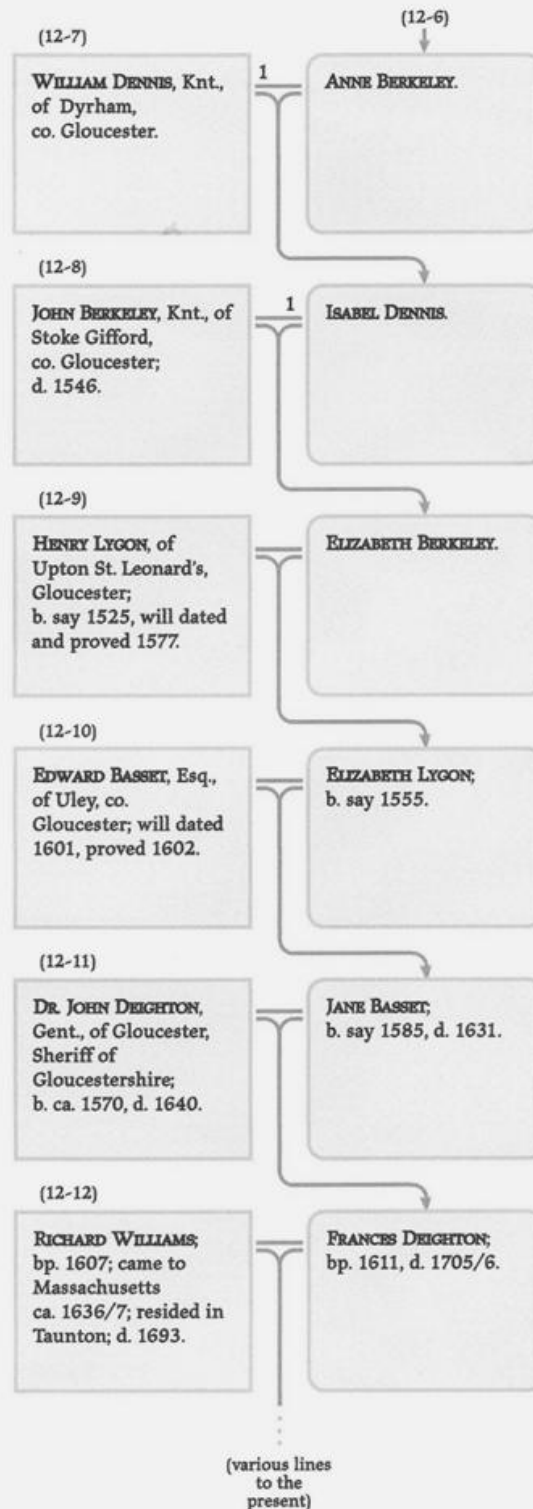 (12-6)
(12-7)
WILLIAM DENNIS, Knt.,
of Dyrham,
co. Gloucester.
1
ANNE BERKELEY.
(12-8)
JOHN BERKELEY, Knt., of
Stoke Gifford,
co. Gloucester;
d. 1546.
1
ISABEL DENNIS.
(12-9)
HENRY LYGON, of
Upton St. Leonard's,
Gloucester;
b. say 1525, will dated
and proved 1577.
ELIZABETH BERKELEY.
(12-10)
EDWARD BASSET, Esq.,
of Uley, co.
Gloucester; will dated
1601, proved 1602.
ELIZABETH LYGON;
b. say 1555.
(12-11)
DR. JOHN DEIGHTON,
Gent., of Gloucester,
Sheriff of
Gloucestershire;
b. ca. 1570, d. 1640.
JANE BASSET;
b. say 1585, d. 1631.
(12-12)
RICHARD WILLIAMS;
bp. 1607; came to
Massachusetts
ca. 1636/7; resided in
Taunton; d. 1693.
FRANCES DEIGHTON;
bp. 1611, d. 1705/6.
(various lines
to the
present)